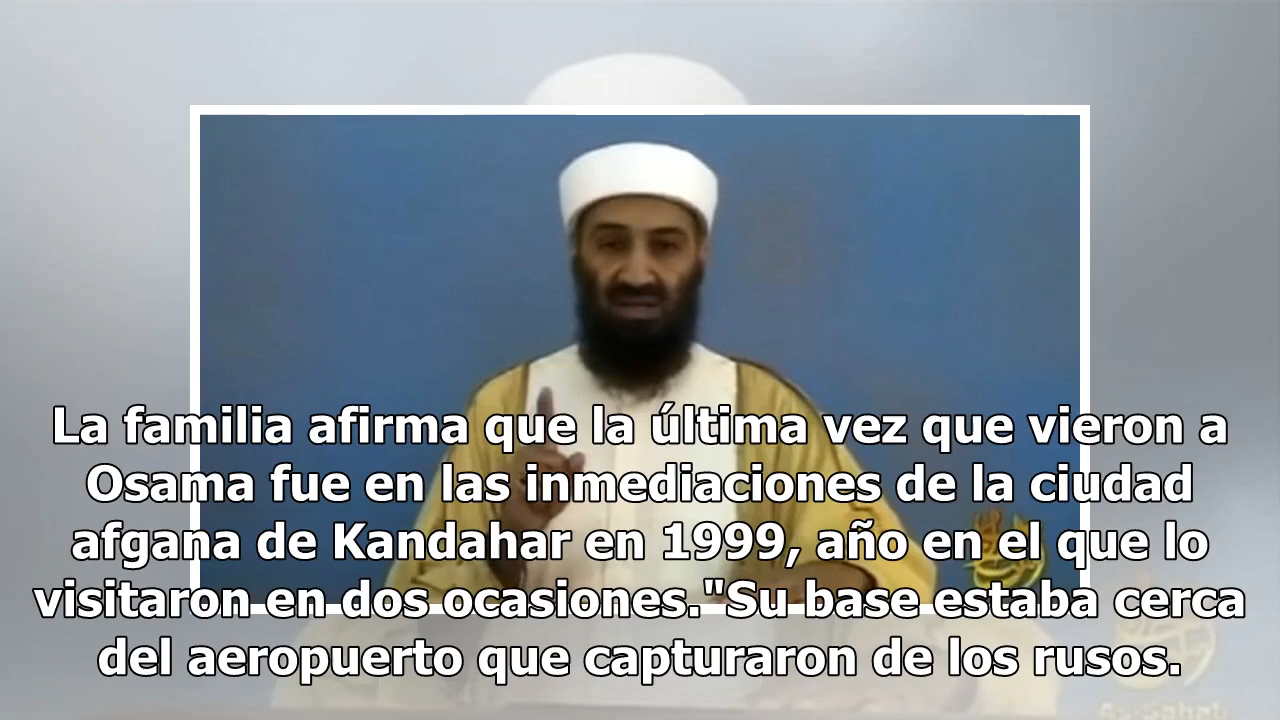 La familia afirma que la última vez que vieron a
Osama fue en las inmediaciones de la ciudad
afgana de Kandahar en 1999, año en el que lo
visitaron en dos ocasiones."Su base estaba cerca
del aeropuerto que capturaron de los rusos.